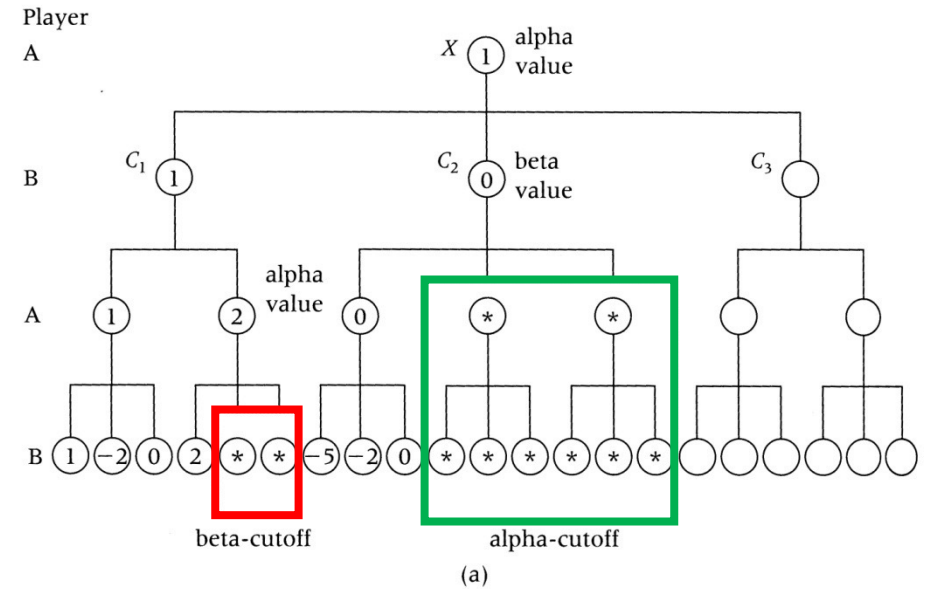 Player
A
X 1 alpha
value
B
C1 1
C2 0 beta
value
C3
A
1
2 alpha
value
0
*
*
B 1 −2 0 2 * * −5 −2 0 * * * * * *
beta-cutoff
alpha-cutoff
(a)